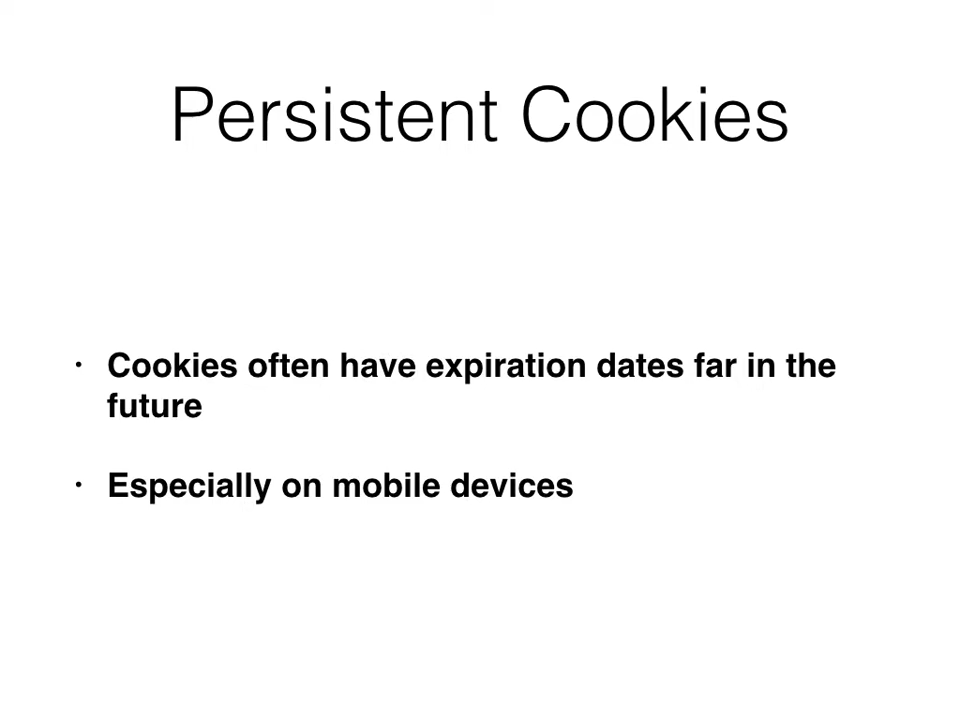 Persistent Cookies
· Cookies often have expiration dates far in the
future
· Especially on mobile devices